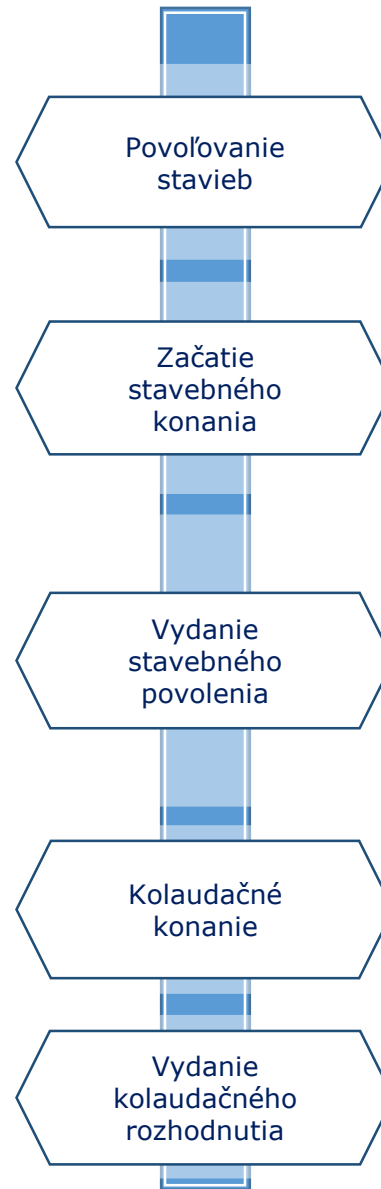 Povoľovanie
stavieb
Začatie
stavebného
konania
Vydanie
stavebného
povolenia
Kolaudačné
konanie
Vydanie
kolaudačného
rozhodnutia